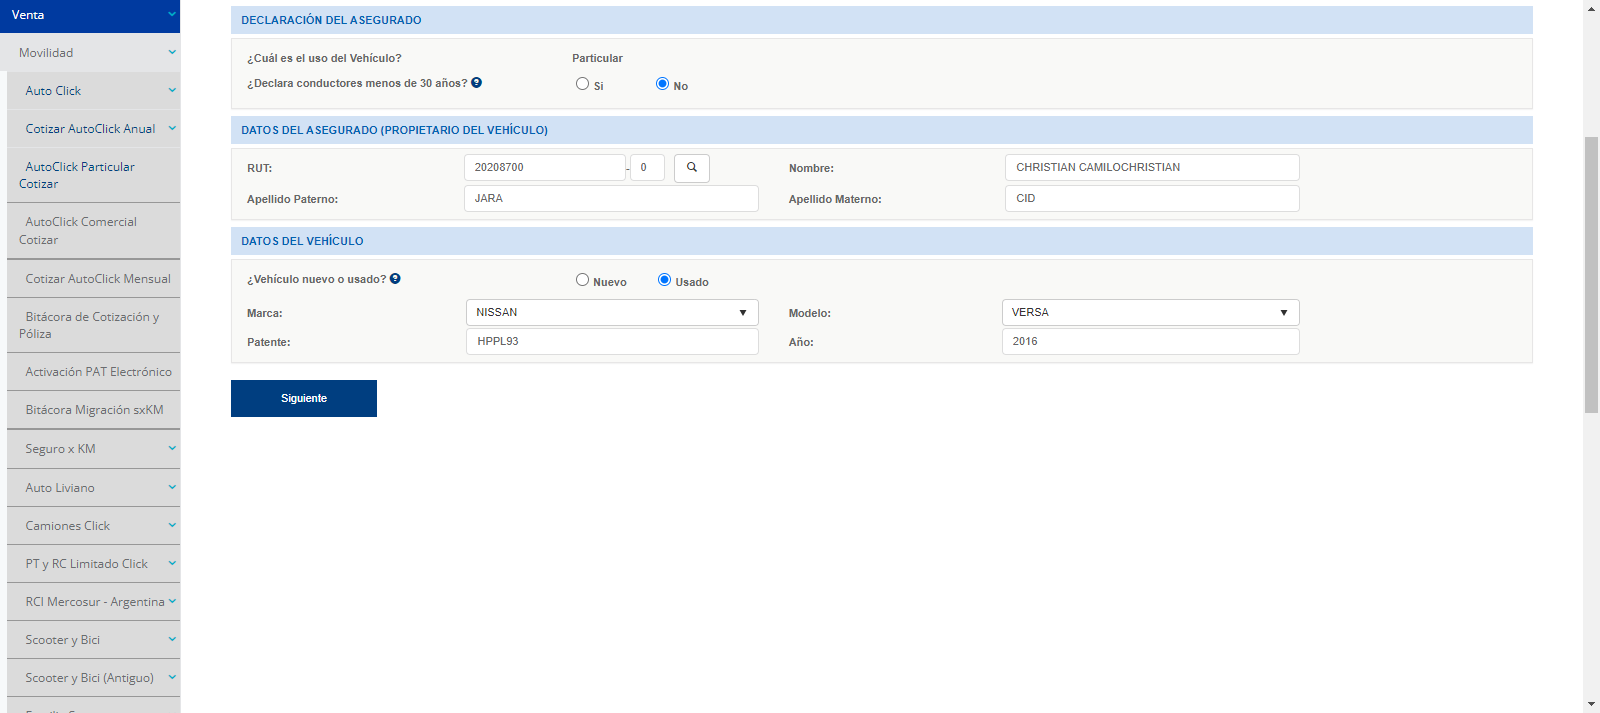 Venta
Movilidad
Auto Click
Cotizar AutoClick Anual
AutoClick Particular
Cotizar
AutoClick Comercial
Cotizar
Cotizar AutoClick Mensual
Bitácora de Cotización y
Póliza
Activación PAT Electrónico
Bitácora Migración sxKM
Seguro x KM
Auto Liviano
Camiones Click
PT y RC Limitado Click
RCI Mercosur - Argentina
Scooter y Bici
Scooter y Bici (Antiguo)
DECLARACIÓN DEL ASEGURADO
¿Cuál es el uso del Vehículo? Particular
¿Declara conductores menos de 30 años? Si No
DATOS DEL ASEGURADO (PROPIETARIO DEL VEHÍCULO)
RUT: 20208700 - 0 Nombre: CHRISTIAN CAMILOCHRISTIAN
Apellido Paterno: JARA Apellido Materno: CID
DATOS DEL VEHÍCULO
¿Vehículo nuevo o usado? Nuevo Usado
Marca: NISSAN Modelo: VERSA
Patente: HPPL93 Año: 2016
Siguiente